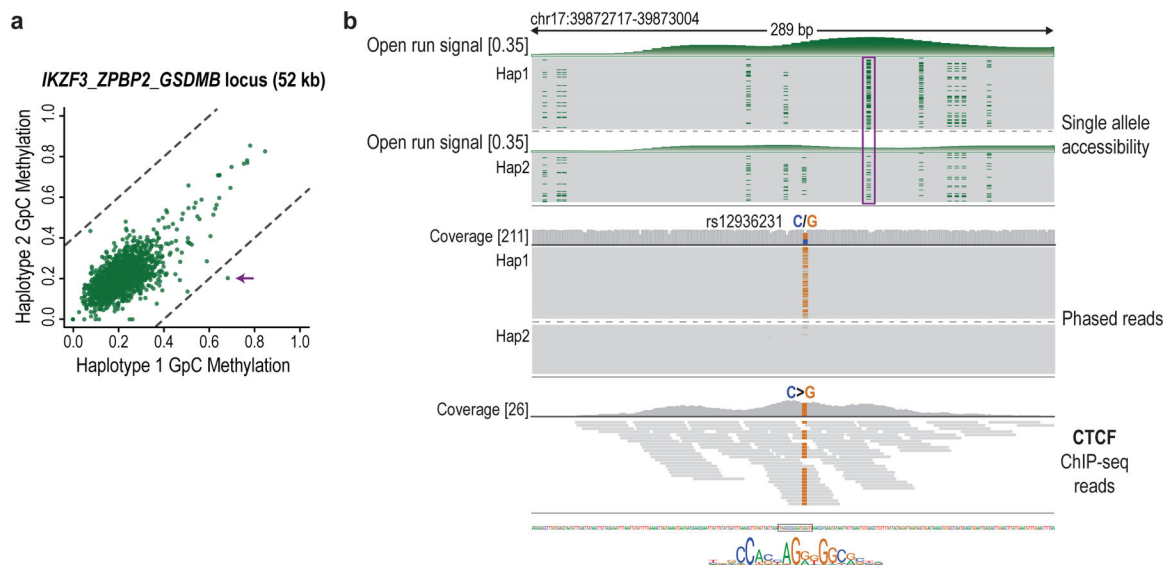 a
IKZF3_ZPBP2_GSDMB locus (52 kb)
Haplotype 2 GpC Methylation
1.0
0.8
0.6
0.4
0.2
0.0
0.0 0.2 0.4 0.6 0.8 1.0
Haplotype 1 GpC Methylation
b
chr17:39872717-39873004
289 bp
Open run signal [0.35]
Hap1
Open run signal [0.35]
Hap2
Single allele
accessibility
rs12936231 C/G
Coverage [211]
Hap1
Hap2
Phased reads
C>G
Coverage [26]
CTCF
ChIP-seq
reads